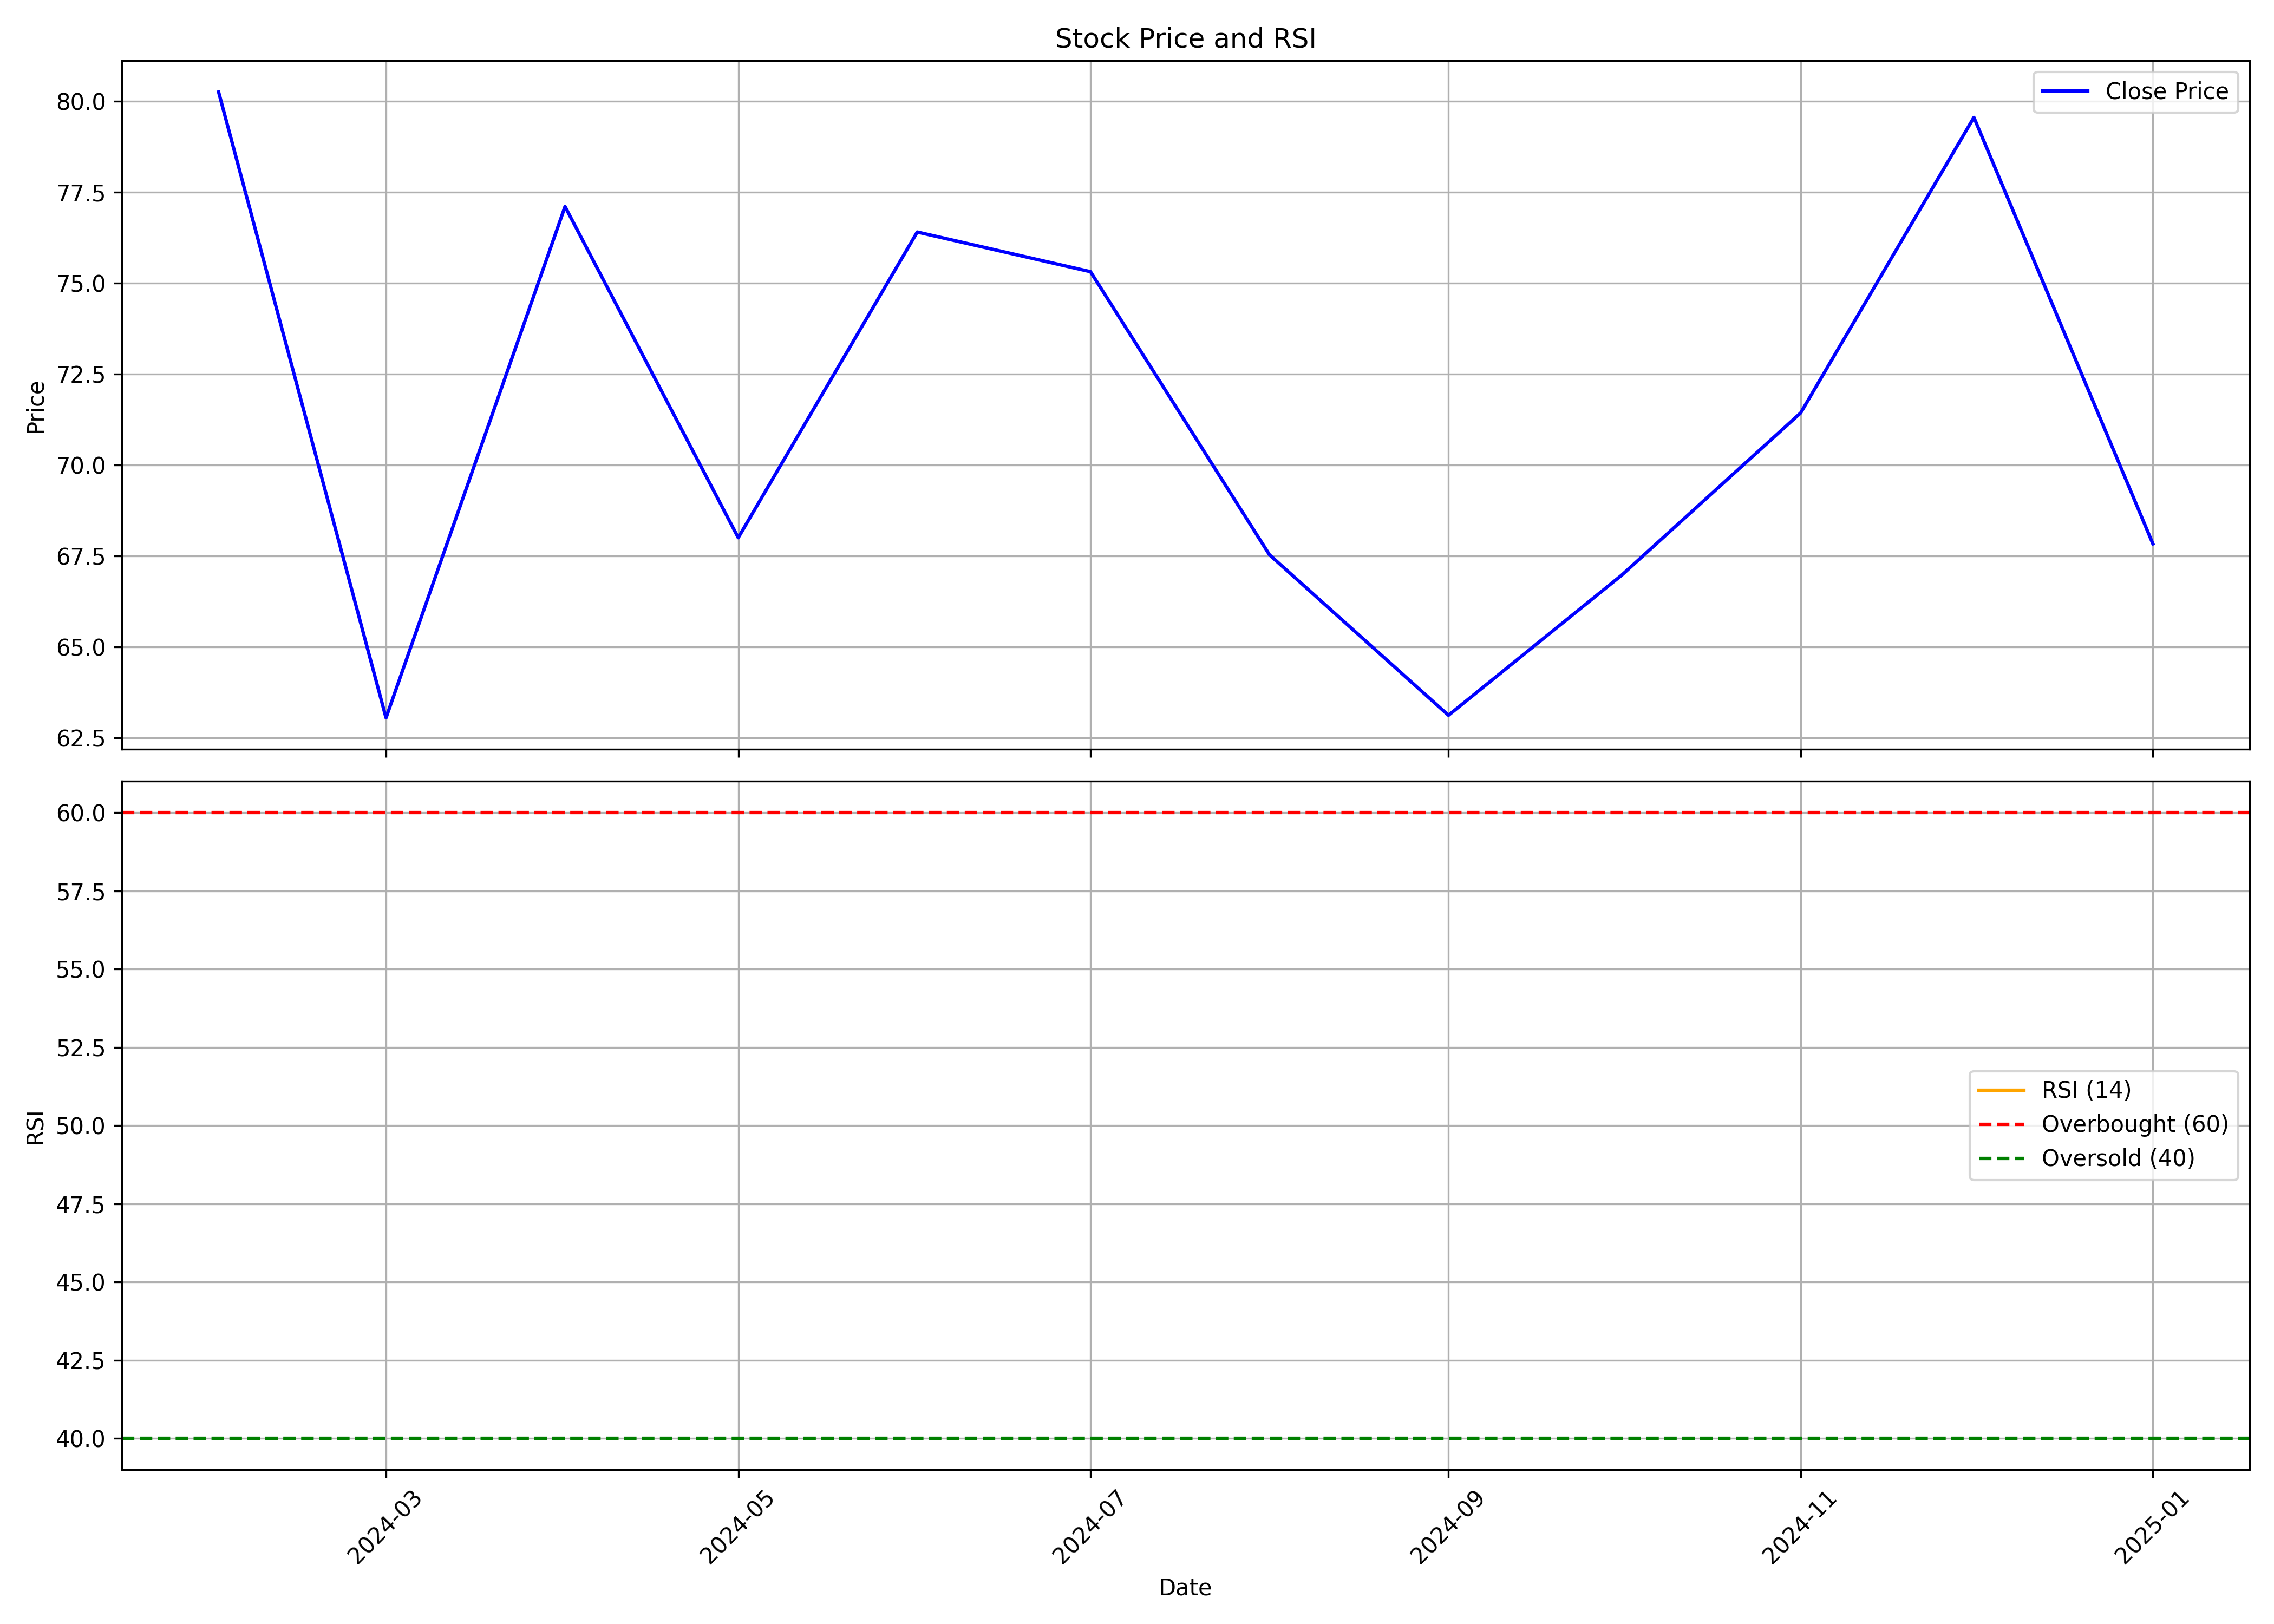 Stock Price and RSI
Close Price
80.0
77.5
75.0
72.5
70.0
67.5
65.0
62.5
Price
60.0
57.5
55.0
52.5
50.0
47.5
45.0
42.5
40.0
RSI
RSI (14)
Overbought (60)
Oversold (40)
2024-03
2024-05
2024-07
2024-09
2024-11
2025-01
Date